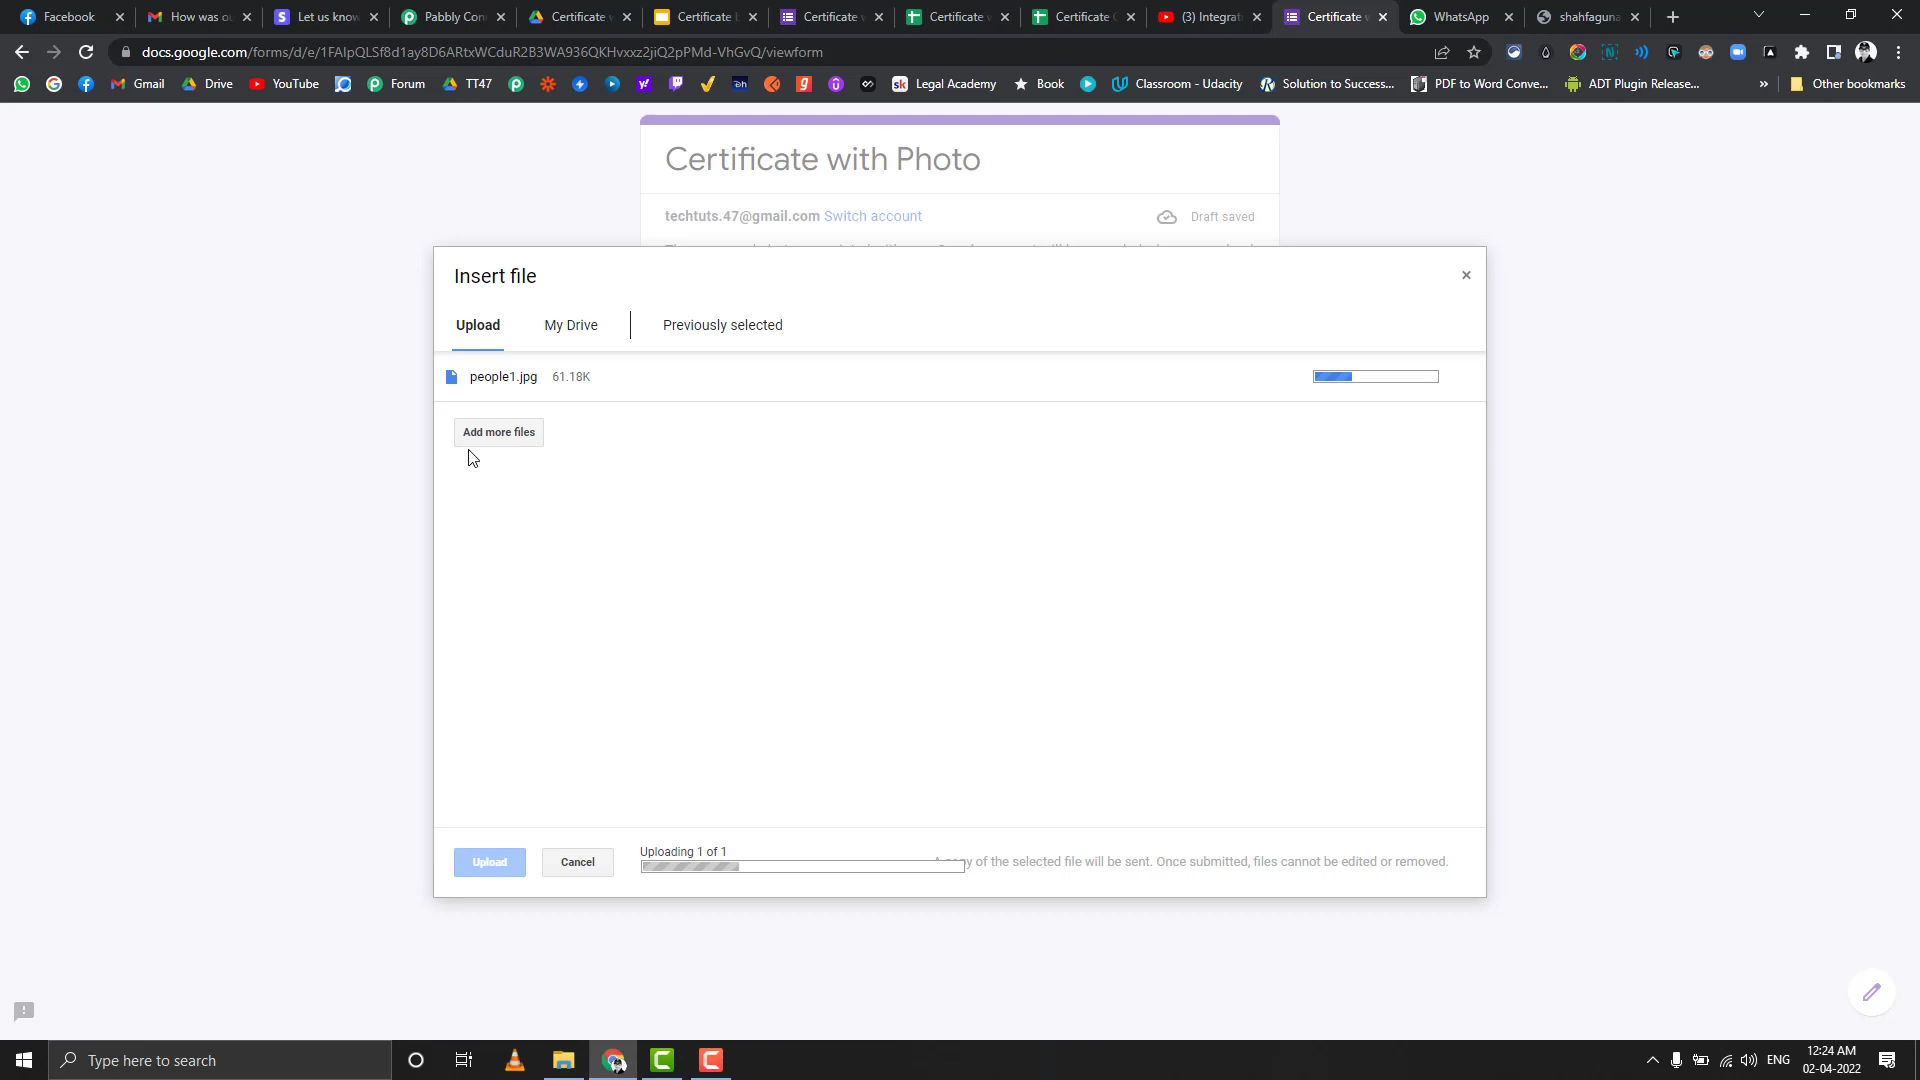 Facebook
How was ou
Let us know
Pabbly Con
Certificate w
Certificate b
Certificate w
Certificate w
Certificate C
(3) Integrat
Certificate w
WhatsApp
shahfaguna
docs.google.com/forms/d/e/1FAIpQLSf8d1ay8D6ARtxWCduR2B3WA936QKHvxxz2jiQ2pPMd-VhGvQ/viewform
Gmail
Drive
YouTube
Forum
TT47
Legal Academy
Book
Classroom - Udacity
Solution to Success...
PDF to Word Conve...
ADT Plugin Release...
»
Other bookmarks
Certificate with Photo
techtuts.47@gmail.com Switch account
Draft saved
Insert file
Upload
My Drive
Previously selected
people1.jpg 61.18K
Add more files
Upload
Cancel
Uploading 1 of 1
copy of the selected file will be sent. Once submitted, files cannot be edited or removed.
Type here to search
ENG
12:24 AM
02-04-2022